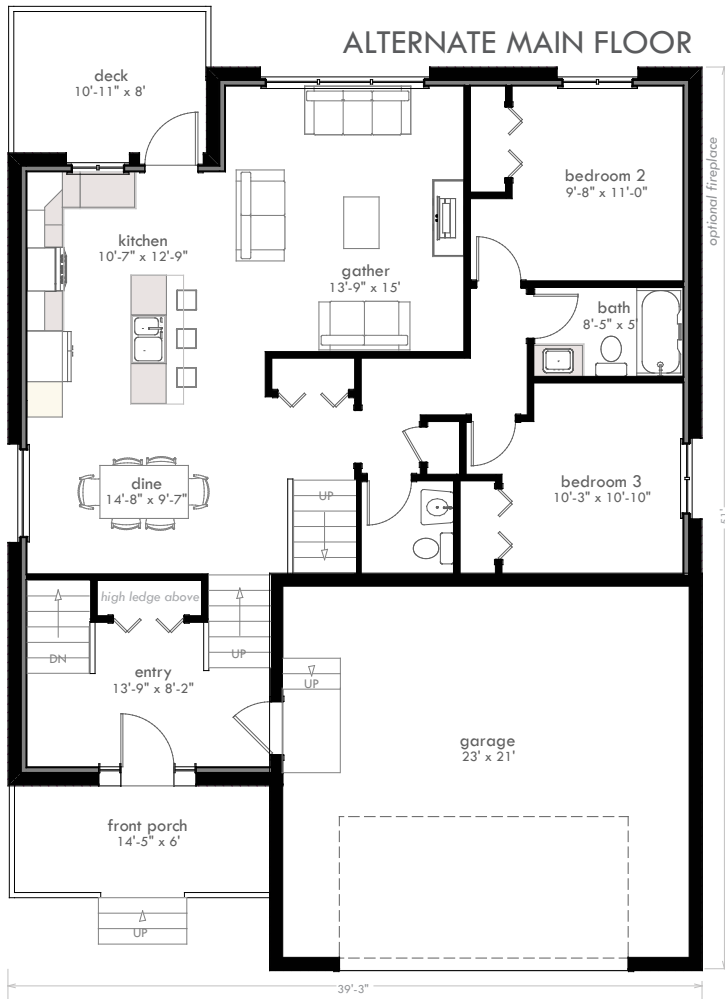 ALTERNATE MAIN FLOOR
deck
10'-11" x 8'
optional fireplace
bedroom 2
9'-8" x 11'-0"
kitchen
10'-7" x 12'-9"
gather
13'-9" x 15'
bath
8'-5" x 5'
dine
14'-8" x 9'-7"
UP
bedroom 3
10'-3" x 10'-10"
high ledge above
DN
UP
entry
13'-9" x 8'-2"
UP
garage
23' x 21'
front porch
14'-5" x 6'
UP
39'-3"